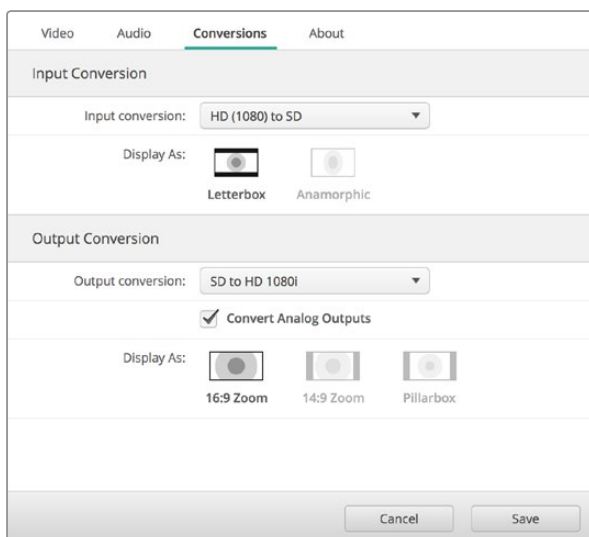 Video Audio Conversions About
Input Conversion
Input conversion: HD (1080) to SD
Display As:
Letterbox Anamorphic
Output Conversion
Output conversion: SD to HD 1080i
Convert Analog Outputs
Display As:
16:9 Zoom 14:9 Zoom Pillarbox
Cancel Save